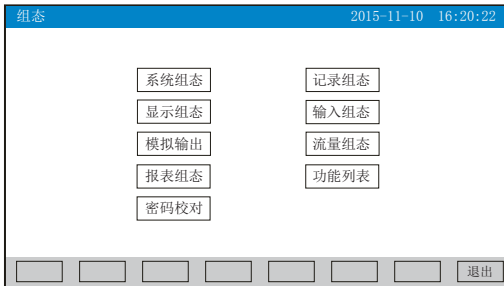 组态 2015-11-10 16:20:22
系统组态 记录组态
显示组态 输入组态
模拟输出 流量组态
报表组态 功能列表
密码校对
退出